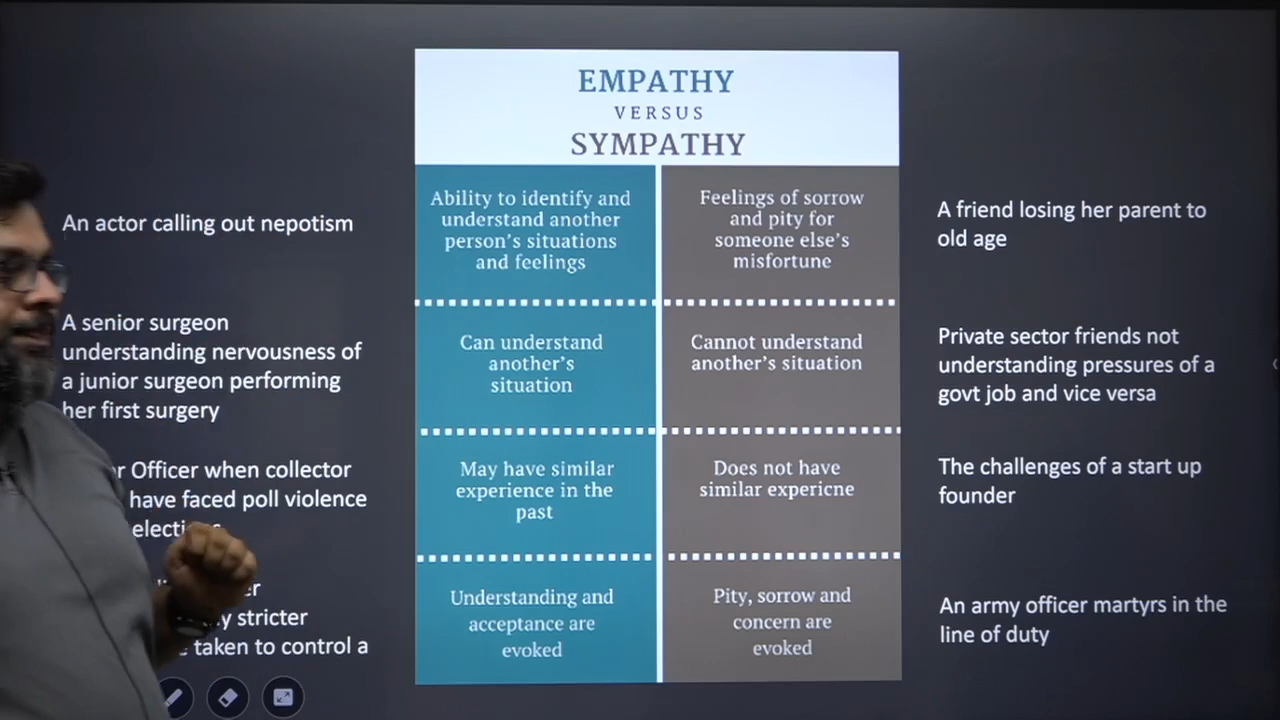 EMPATHY
VERSUS
SYMPATHY
An actor calling out nepotism
Ability to identify and
understand another
person's situations
and feelings
Feelings of sorrow
and pity for
someone else's
misfortune
A friend losing her parent to
old age
A senior surgeon
understanding nervousness of
a junior surgeon performing
her first surgery
Can understand
another's
situation
Cannot understand
another's situation
Private sector friends not
understanding pressures of a
govt job and vice versa
Officer when collector
have faced poll violence
May have similar
experience in the
past
Does not have
similar expericne
The challenges of a start up
founder
stricter
taken to control a
Understanding and
acceptance are
evoked
Pity, sorrow and
concern are
evoked
An army officer martyrs in the
line of duty